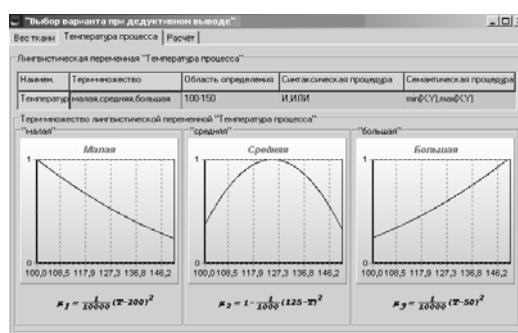 "Выбор варианта при дедуктивном выводе"
Вес ткани Температура процесса Расчёт
Лингвистическая переменная "Температура процесса"
Наимен. Термножество Область определения Синтаксическая процедура Семантическая процедура
Температур малая,средняя,большая 100-150 И,ИЛИ min(X,Y),max(X,Y)
Термножество лингвистической переменной "Температура процесса"
"малая" "средняя" "большая"
Малая Средняя Большая
1 1 1
0 0 0
100,0 108,5 117,9 127,3 136,8 146,2 100,0 108,5 117,9 127,3 136,8 146,2 100,0 108,5 117,9 127,3 136,8 146,2
μ1 = 1/10000 (T-200)² μ2 = 1- 1/1000 (125-T)² μ3 = 1/10000 (T-50)²